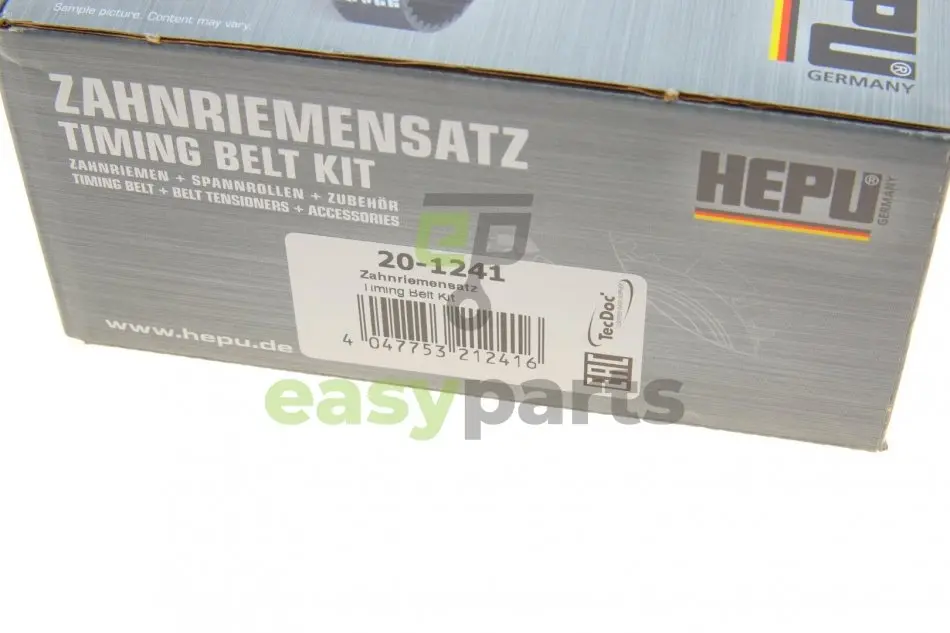 Sample picture. Content may vary.
HEPU®
GERMANY
ZAHNRIEMENSATZ
TIMING BELT KIT
ZAHNRIEMEN + SPANNROLLEN + ZUBEHÖR
TIMING BELT + BELT TENSIONERS + ACCESSORIES
HEPU®
GERMANY
20-1241
Zahnriemensatz
Timing Belt Kit
4 047753 212416
TecDoc
EAC
www.hepu.de
easyparts